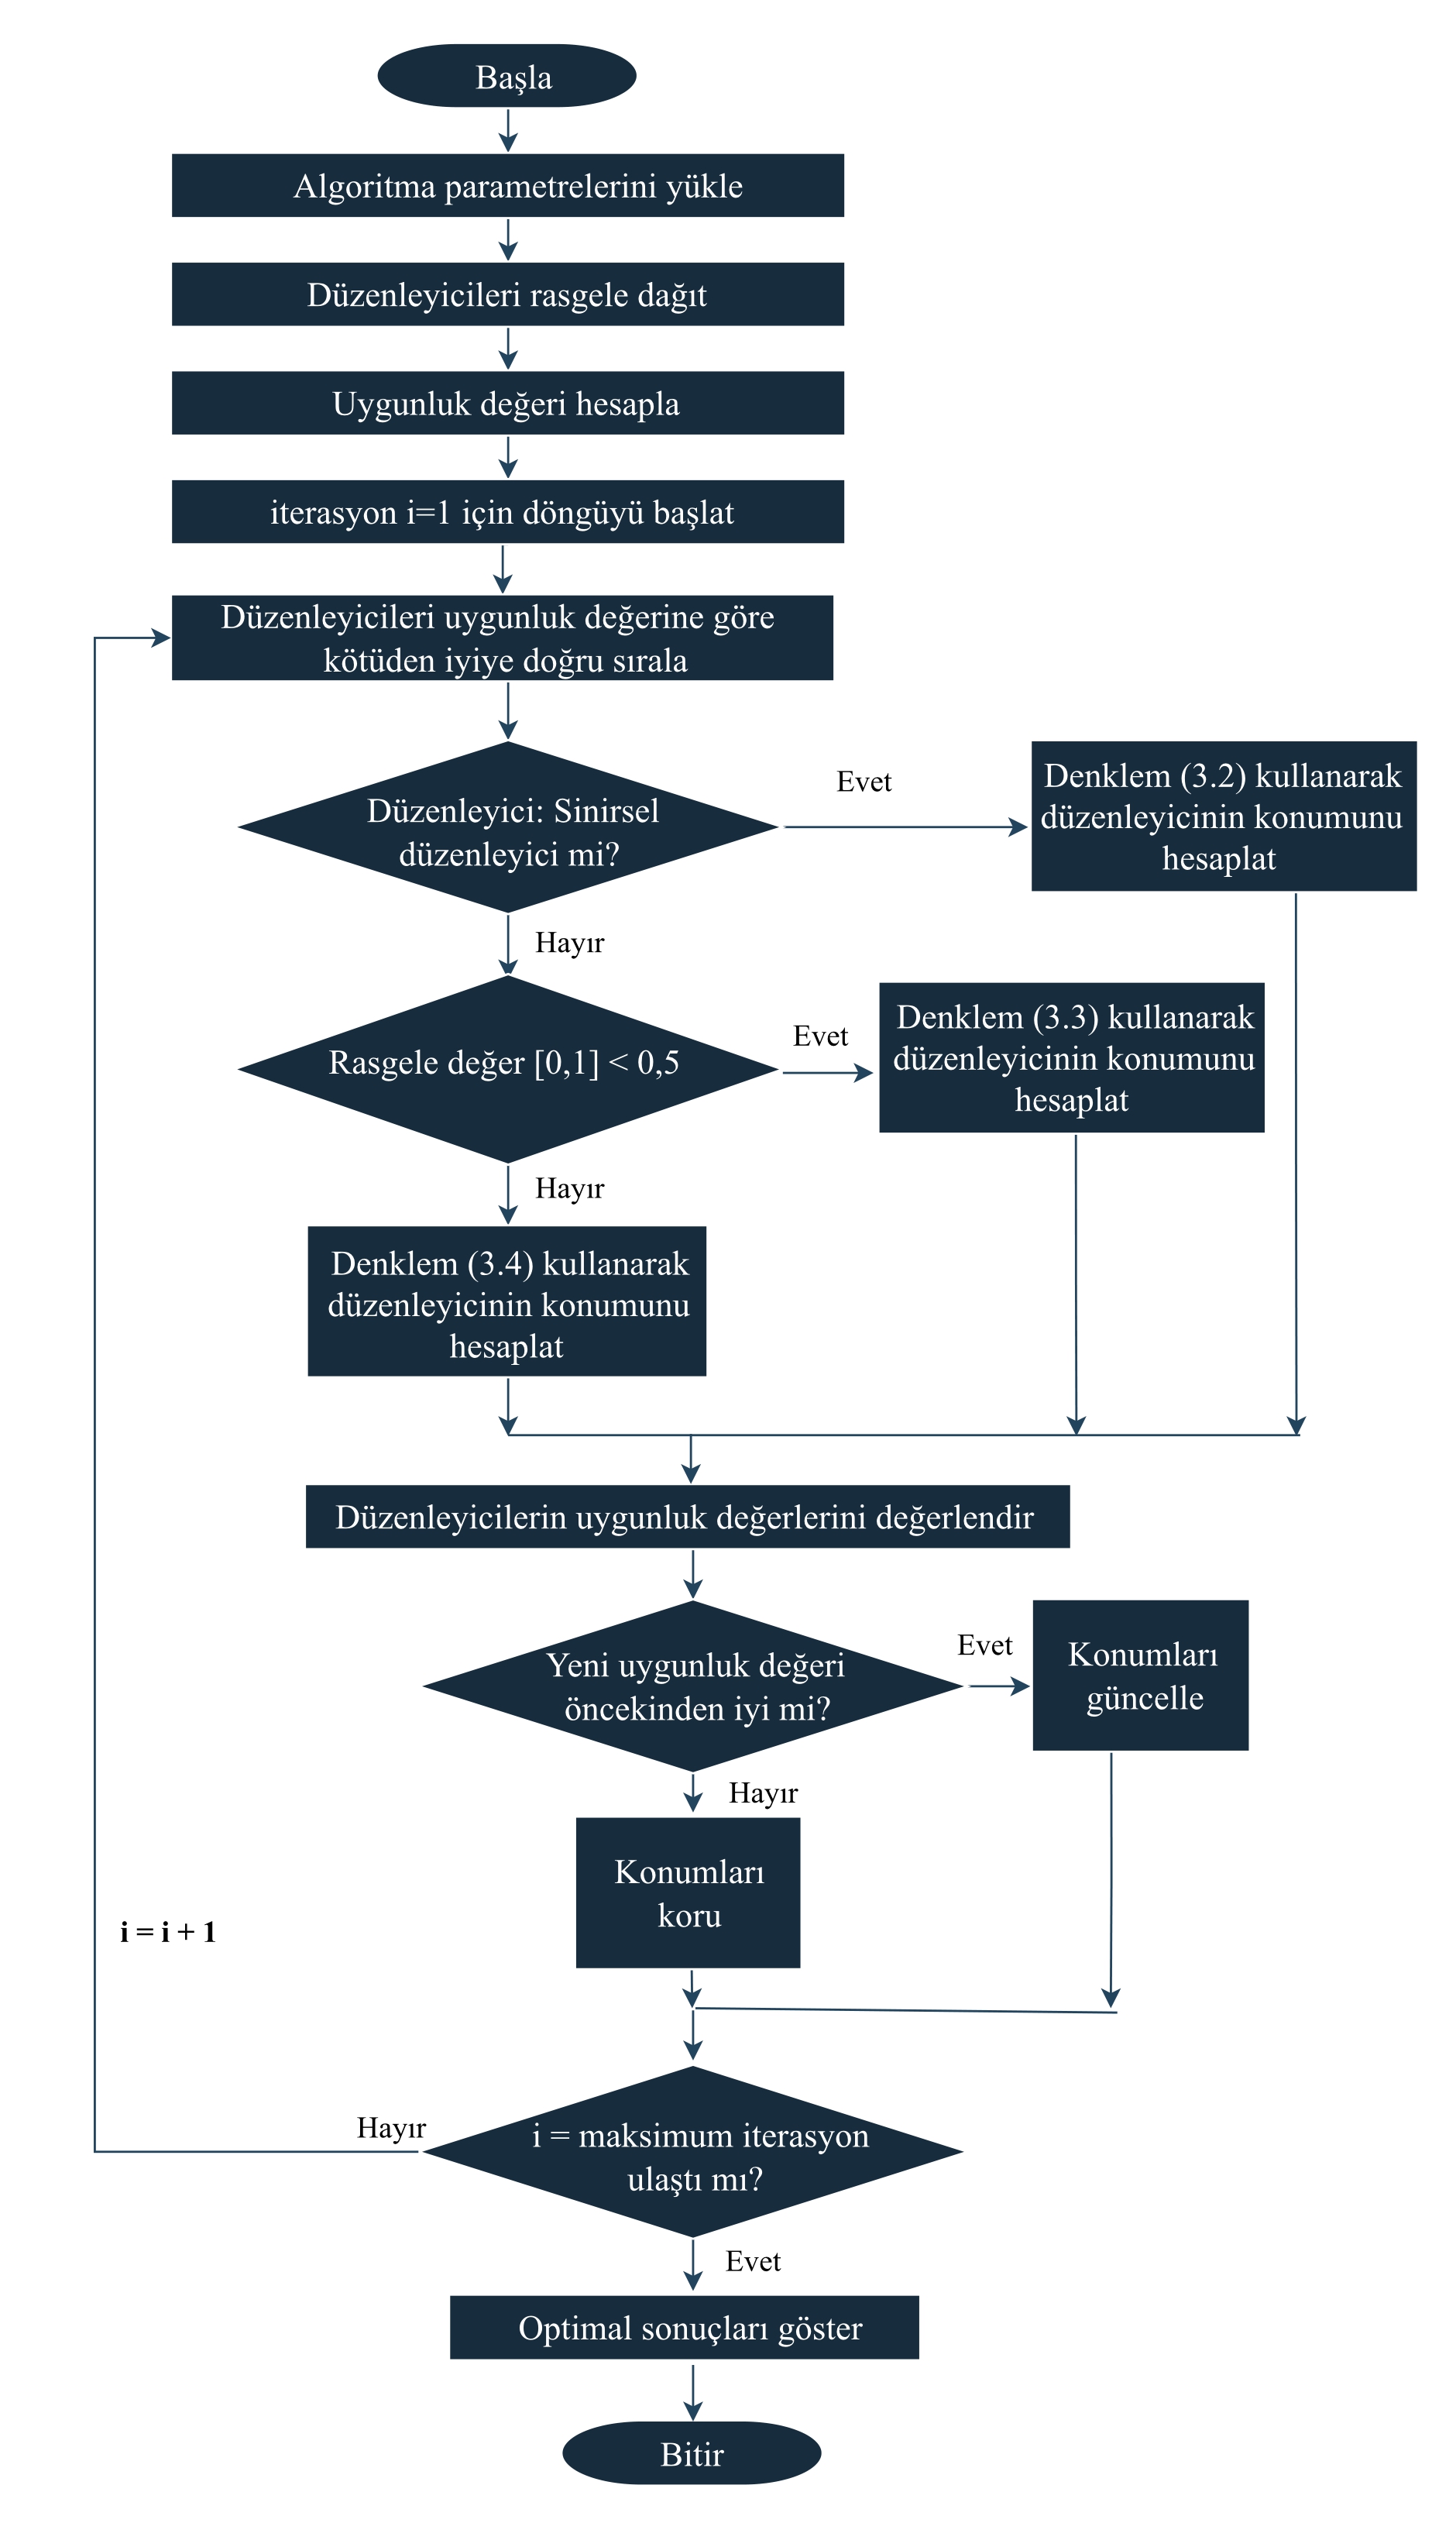 Başla
Algoritma parametrelerini yükle
Düzenleyicileri rasgele dağıt
Uygunluk değeri hesapla
iterasyon i=1 için döngüyü başlat
Düzenleyicileri uygunluk değerine göre
kötüden iyiye doğru sırala
Düzenleyici: Sinirsel
düzenleyici mi?
Evet
Denklem (3.2) kullanarak
düzenleyicinin konumunu
hesaplat
Hayır
Rasgele değer [0,1] < 0,5
Evet
Denklem (3.3) kullanarak
düzenleyicinin konumunu
hesaplat
Hayır
Denklem (3.4) kullanarak
düzenleyicinin konumunu
hesaplat
Düzenleyicilerin uygunluk değerlerini değerlendir
Yeni uygunluk değeri
öncekinden iyi mi?
Evet
Konumları
güncelle
Hayır
Konumları
koru
i = i + 1
Hayır
i = maksimum iterasyon
ulaştı mı?
Evet
Optimal sonuçları göster
Bitir